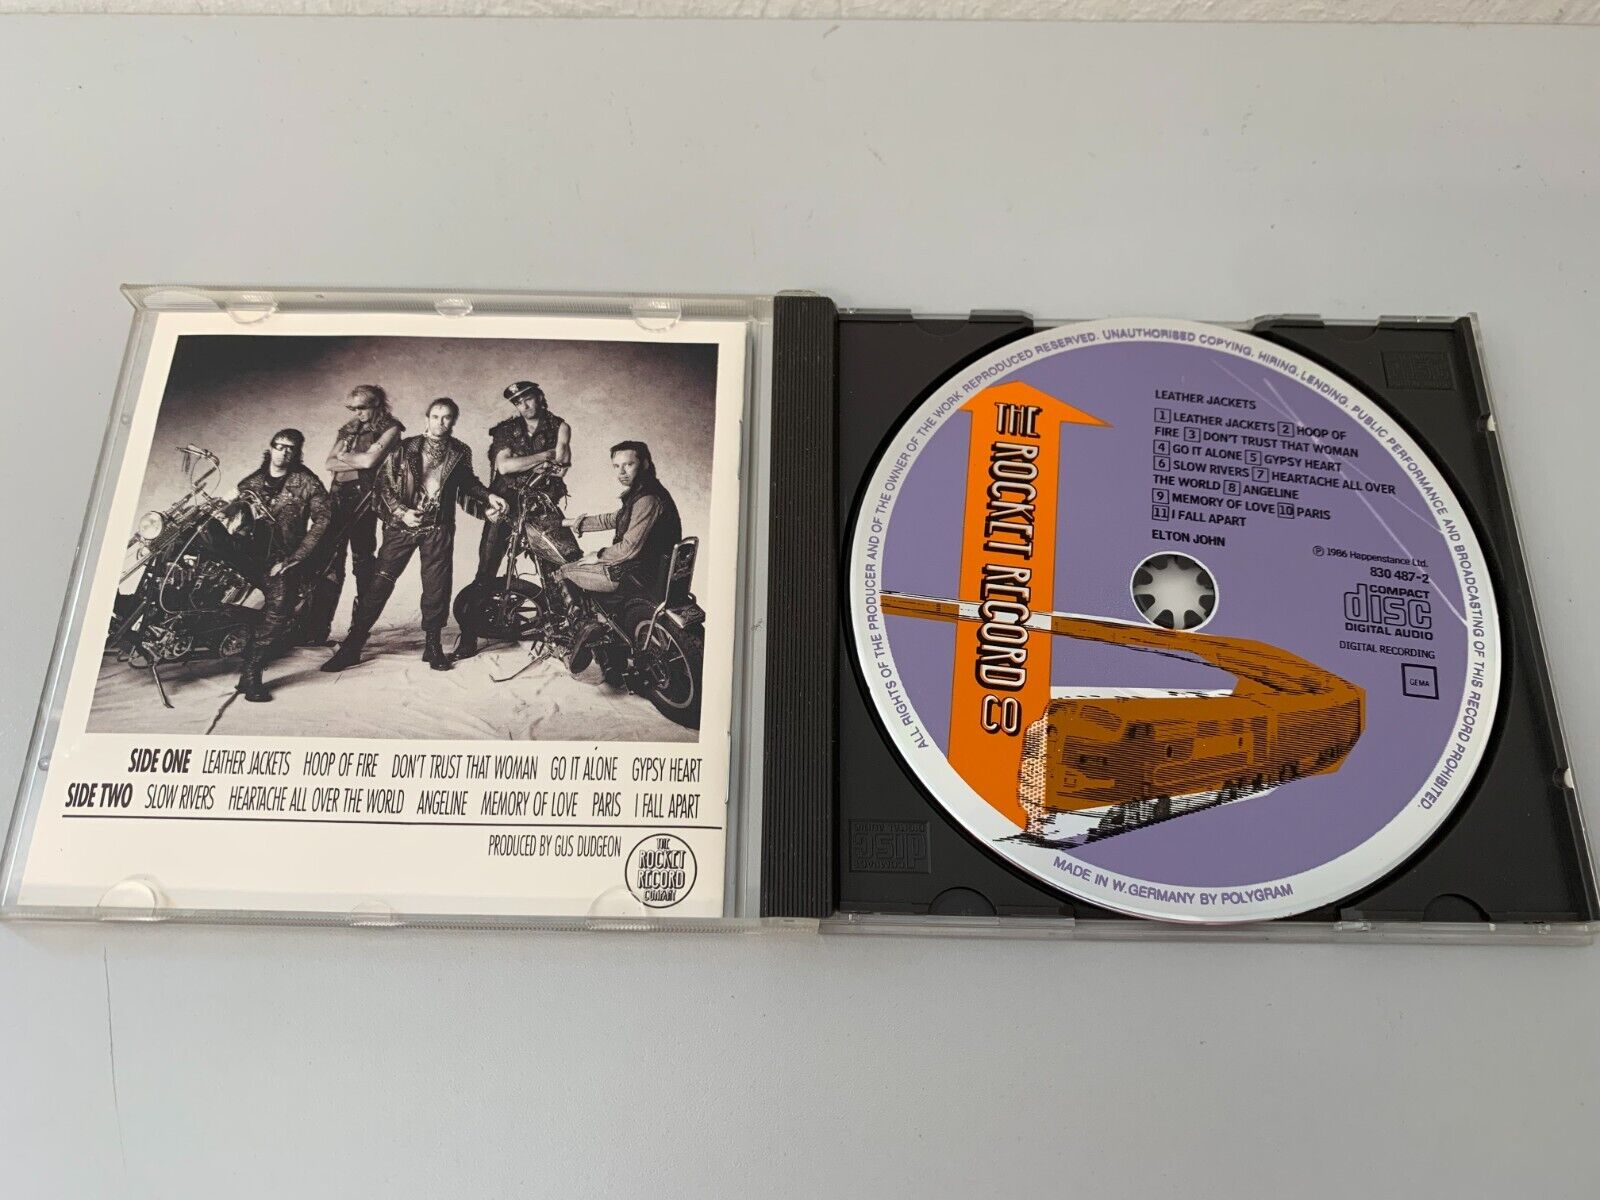 SIDE ONE LEATHER JACKETS HOOP OF FIRE DON'T TRUST THAT WOMAN GO IT ALONE GYPSY HEART
SIDE TWO SLOW RIVERS HEARTACHE ALL OVER THE WORLD ANGELINE MEMORY OF LOVE PARIS I FALL APART
PRODUCED BY GUS DUDGEON
THE
ROCKET
RECORD
COMPANY
ALL RIGHTS OF THE PRODUCER AND OF THE OWNER OF THE WORK REPRODUCED RESERVED. UNAUTHORISED COPYING, HIRING, LENDING, PUBLIC PERFORMANCE AND BROADCASTING OF THIS RECORD PROHIBITED.
THE ROCKET RECORD CO
LEATHER JACKETS
1 LEATHER JACKETS 2 HOOP OF
FIRE 3 DON'T TRUST THAT WOMAN
4 GO IT ALONE 5 GYPSY HEART
6 SLOW RIVERS 7 HEARTACHE ALL OVER
THE WORLD 8 ANGELINE
9 MEMORY OF LOVE 10 PARIS
11 I FALL APART
ELTON JOHN
℗ 1986 Happenstance Ltd.
830 487-2
COMPACT
disc
DIGITAL AUDIO
DIGITAL RECORDING
GEMA
MADE IN W. GERMANY BY POLYGRAM